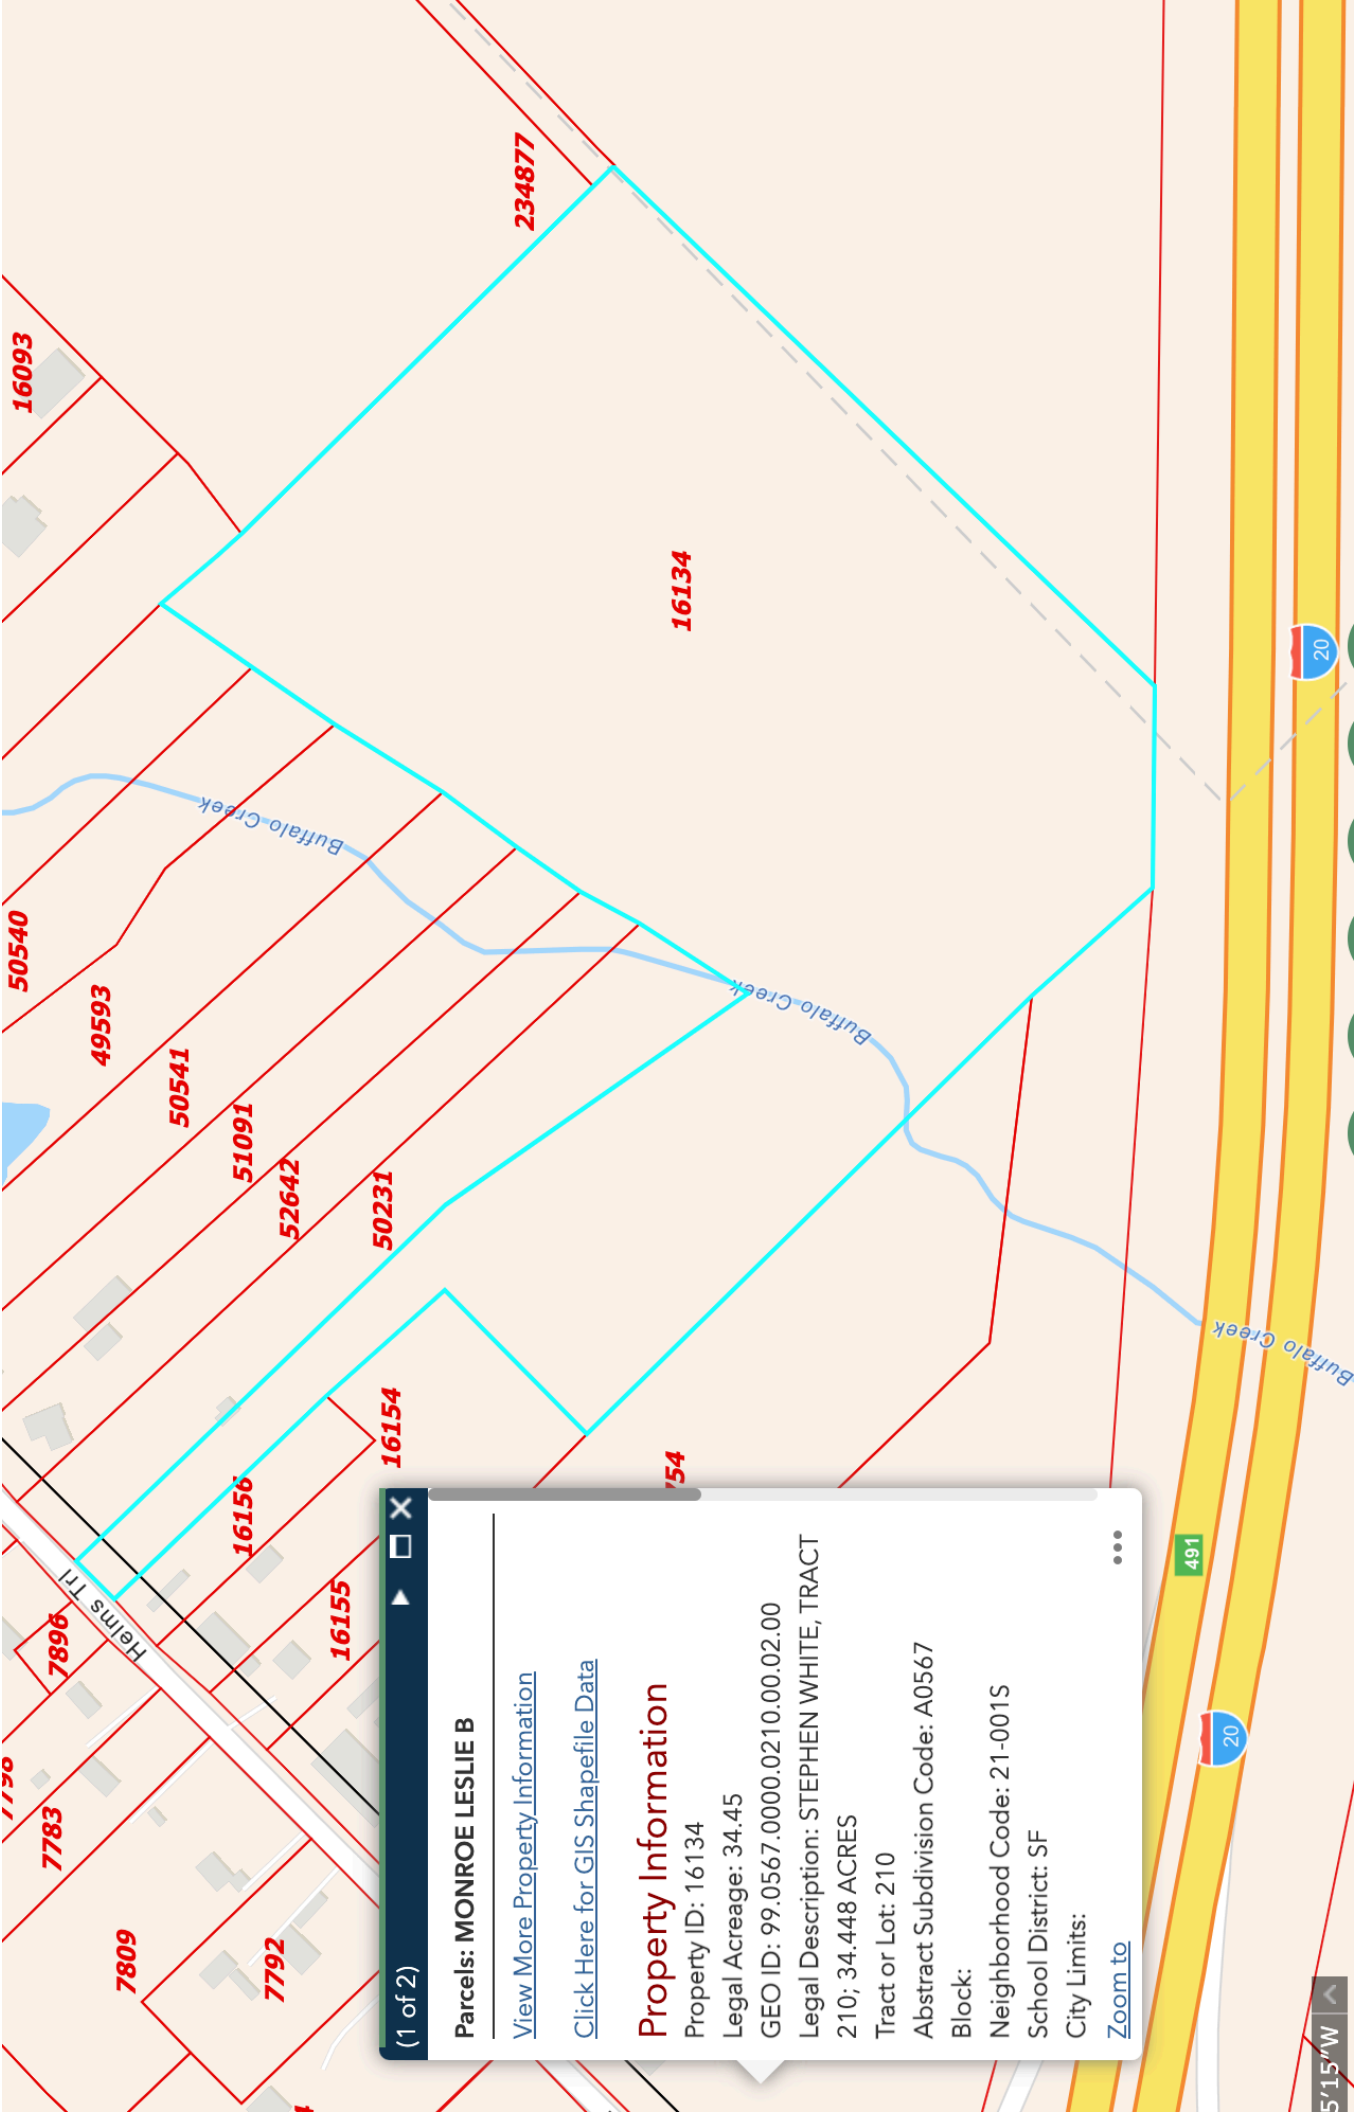 (1 of 2)
Parcels: MONROE LESLIE B
View More Property Information
Click Here for GIS Shapefile Data
Property Information
Property ID: 16134
Legal Acreage: 34.45
GEO ID: 99.0567.0000.0210.00.02.00
Legal Description: STEPHEN WHITE, TRACT
210; 34.448 ACRES
Tract or Lot: 210
Abstract Subdivision Code: A0567
Block:
Neighborhood Code: 21-001S
School District: SF
City Limits:
Zoom to
5'15"W
7809
7792
7783
7896
Helms Trl
16155
16156
16154
754
50231
52642
51091
50541
49593
50540
Buffalo Creek
Buffalo Creek
Buffalo Creek
16134
16093
234877
491
20
20